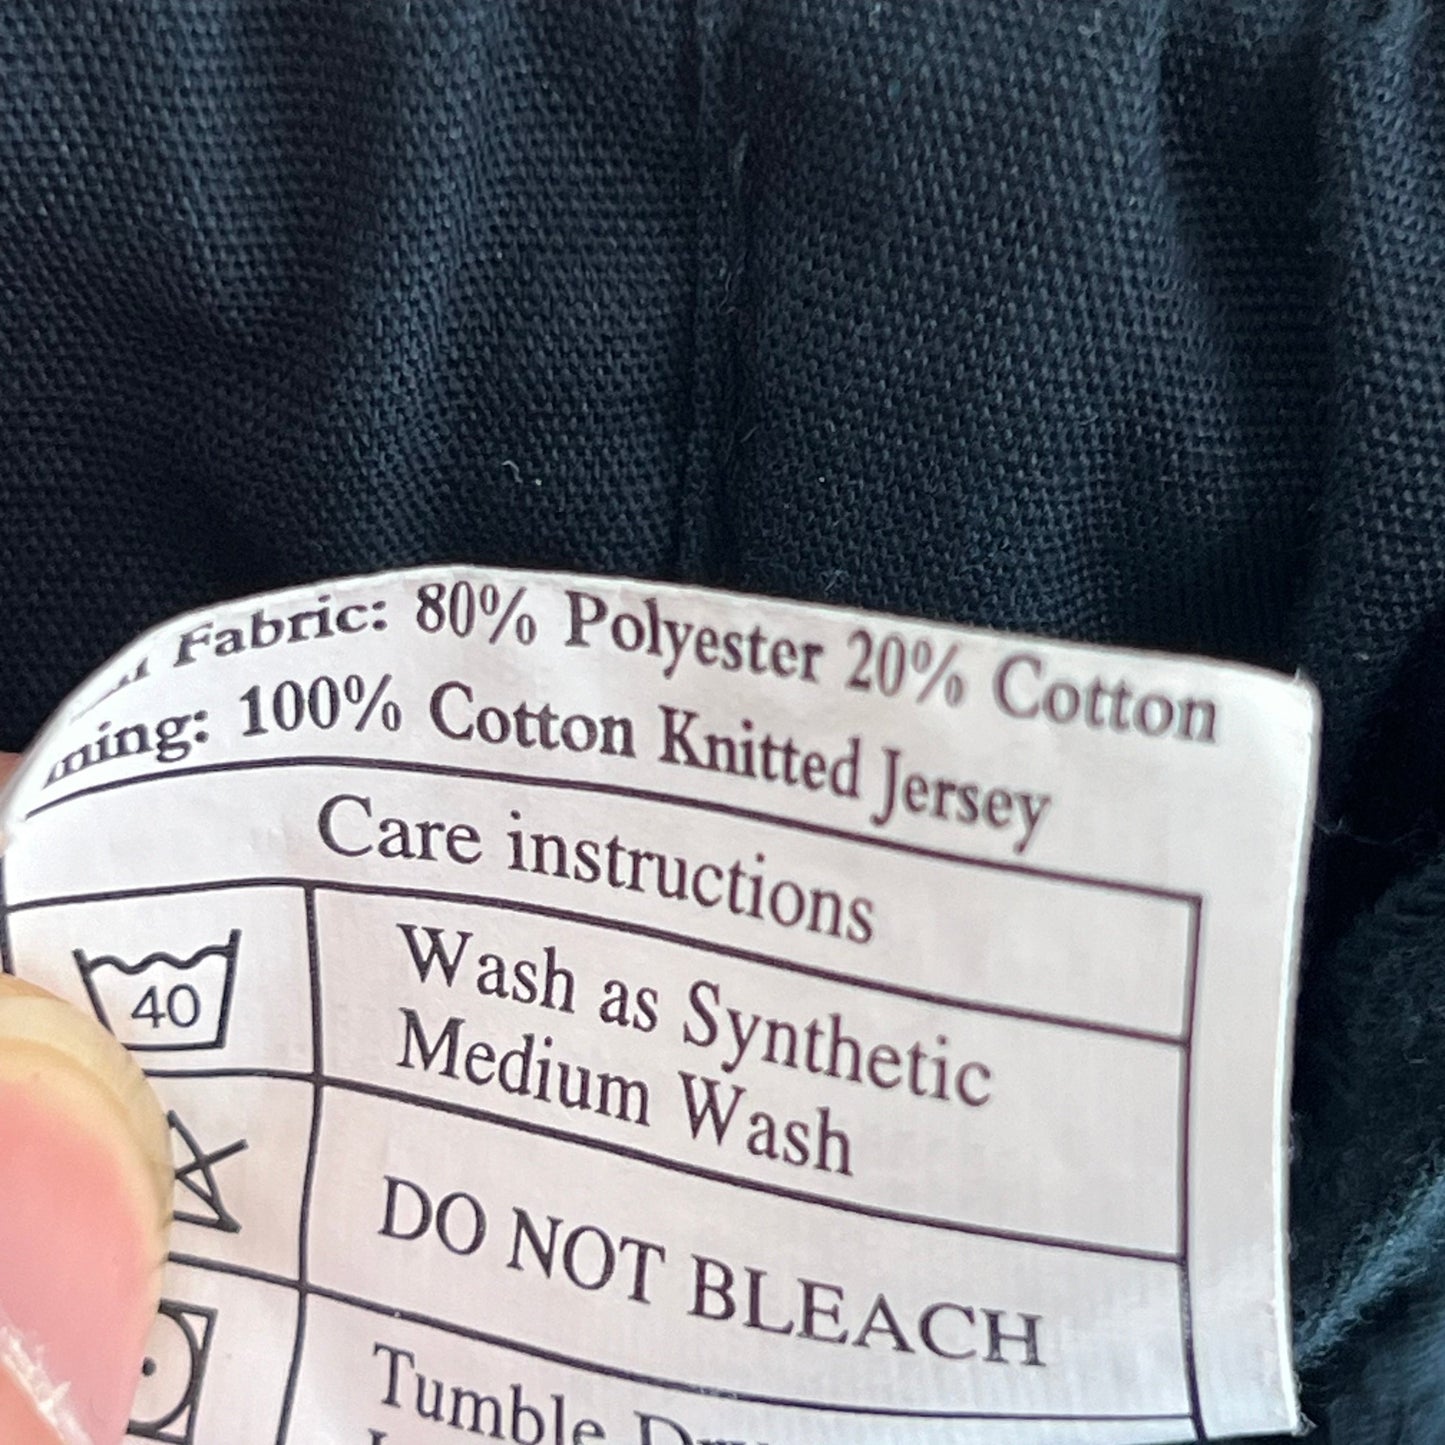 Fabric: 80% Polyester 20% Cotton
100% Cotton Knitted Jersey
Care instructions
40
Wash as Synthetic
Medium Wash
DO NOT BLEACH
Tumble